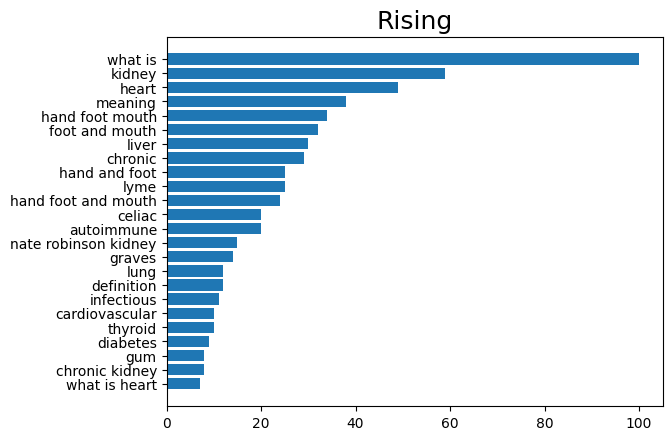 Rising
what is
kidney
heart
meaning
hand foot mouth
foot and mouth
liver
chronic
hand and foot
lyme
hand foot and mouth
celiac
autoimmune
nate robinson kidney
graves
lung
definition
infectious
cardiovascular
thyroid
diabetes
gum
chronic kidney
what is heart
0 20 40 60 80 100